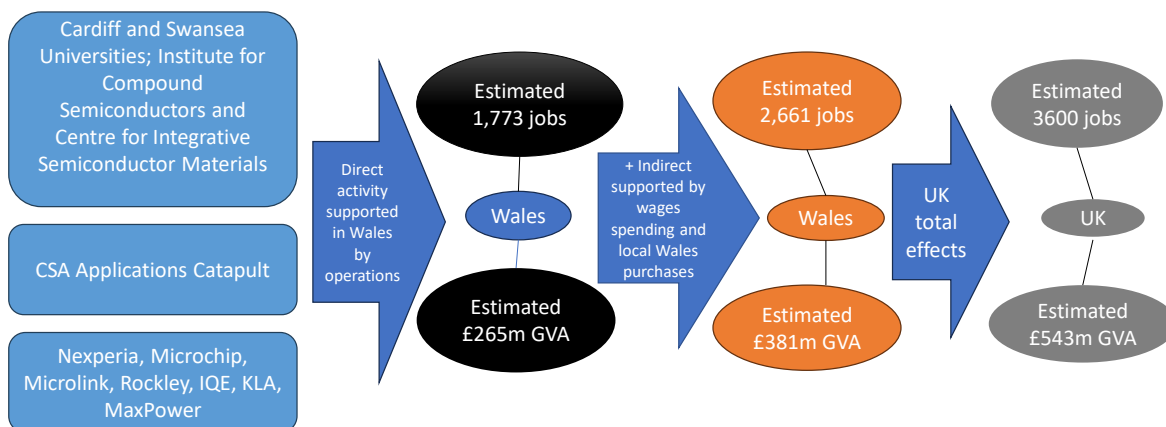 Cardiff and Swansea
Universities; Institute for
Compound
Semiconductors and
Centre for Integrative
Semiconductor Materials
CSA Applications Catapult
Nexperia, Microchip,
Microlink, Rockley, IQE, KLA,
MaxPower
Direct
activity
supported
in Wales
by
operations
Estimated
1,773 jobs
Wales
Estimated
£265m GVA
+ Indirect
supported by
wages
spending and
local Wales
purchases
Estimated
2,661 jobs
Wales
Estimated
£381m GVA
UK
total
effects
Estimated
3600 jobs
UK
Estimated
£543m GVA